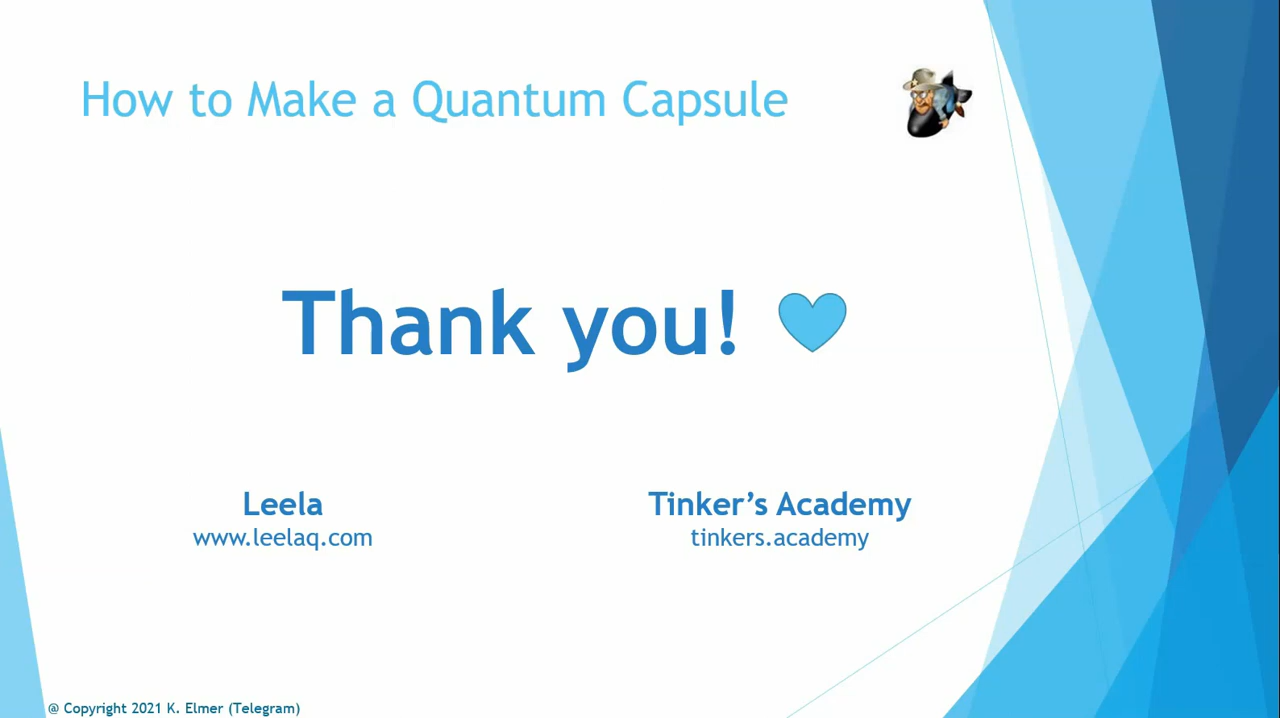 How to Make a Quantum Capsule
Thank you!
Leela
www.leelaq.com
Tinker’s Academy
tinkers.academy
@ Copyright 2021 K. Elmer (Telegram)